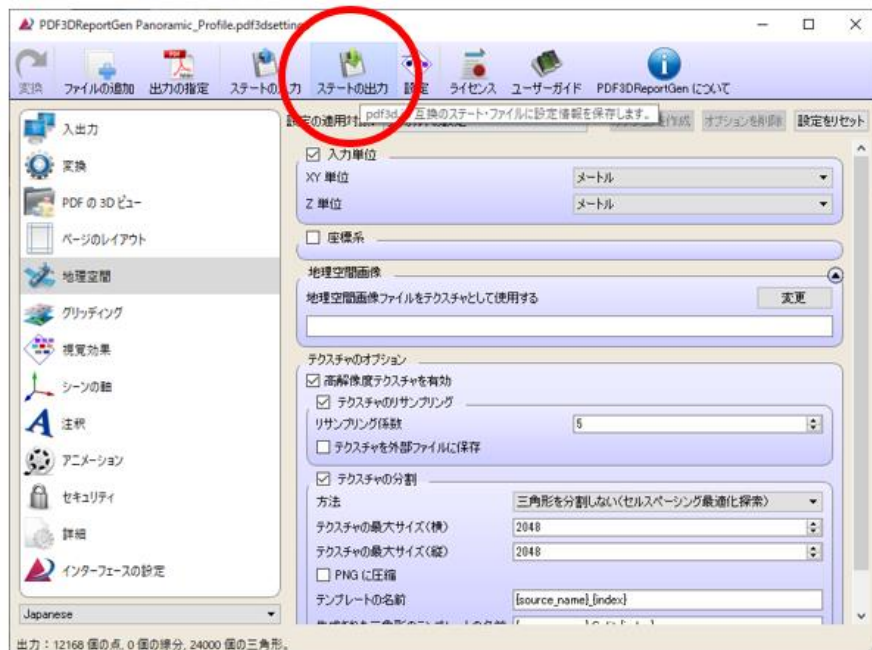 PDF3DReportGen Panoramic_Profile.pdf3dsetting
変換 ファイルの追加 出力の指定 ステートの入力 ステートの出力 設定 ライセンス ユーザーガイド PDF3DReportGen について
pdf3d 互換のステート・ファイルに設定情報を保存します。
設定の適用対象 オプションを削除 設定をリセット
入出力
変換
PDF の 3D ビュー
ページのレイアウト
地理空間
グリッディング
視覚効果
シーンの軸
注釈
アニメーション
セキュリティ
詳細
インターフェースの設定
Japanese
入力単位
XY 単位 メートル
Z 単位 メートル
座標系
地理空間画像
地理空間画像ファイルをテクスチャとして使用する 変更
テクスチャのオプション
高解像度テクスチャを有効
テクスチャのリサンプリング
リサンプリング係数 5
テクスチャを外部ファイルに保存
テクスチャの分割
方法 三角形を分割しない(セルスペーシング最適化探索)
テクスチャの最大サイズ(横) 2048
テクスチャの最大サイズ(縦) 2048
PNG に圧縮
テンプレートの名前 {source_name}_{index}
出力：12168 個の点, 0 個の線分, 24000 個の三角形。